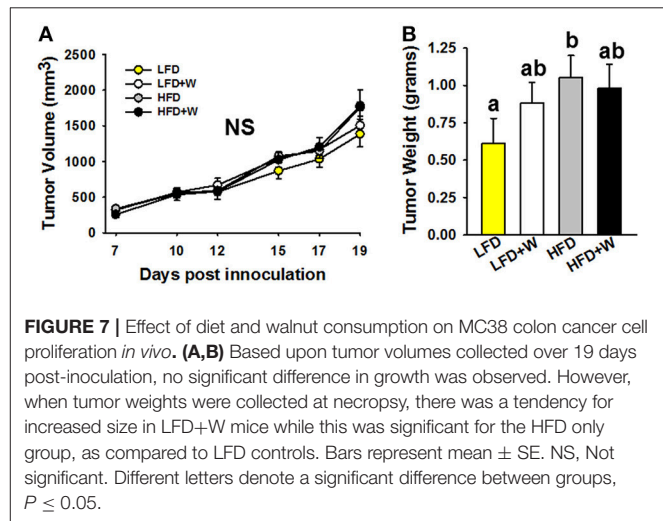 A
2500
2000
1500
1000
500
0
Tumor Volume (mm³)
LFD
LFD+W
HFD
HFD+W
NS
7 10 12 15 17 19
Days post innoculation
B
1.25
1.00
0.75
0.50
0.25
0.00
Tumor Weight (grams)
a
ab
b
ab
LFD
LFD+W
HFD
HFD+W
FIGURE 7 | Effect of diet and walnut consumption on MC38 colon cancer cell
proliferation in vivo. (A,B) Based upon tumor volumes collected over 19 days
post-inoculation, no significant difference in growth was observed. However,
when tumor weights were collected at necropsy, there was a tendency for
increased size in LFD+W mice while this was significant for the HFD only
group, as compared to LFD controls. Bars represent mean ± SE. NS, Not
significant. Different letters denote a significant difference between groups,
P ≤ 0.05.